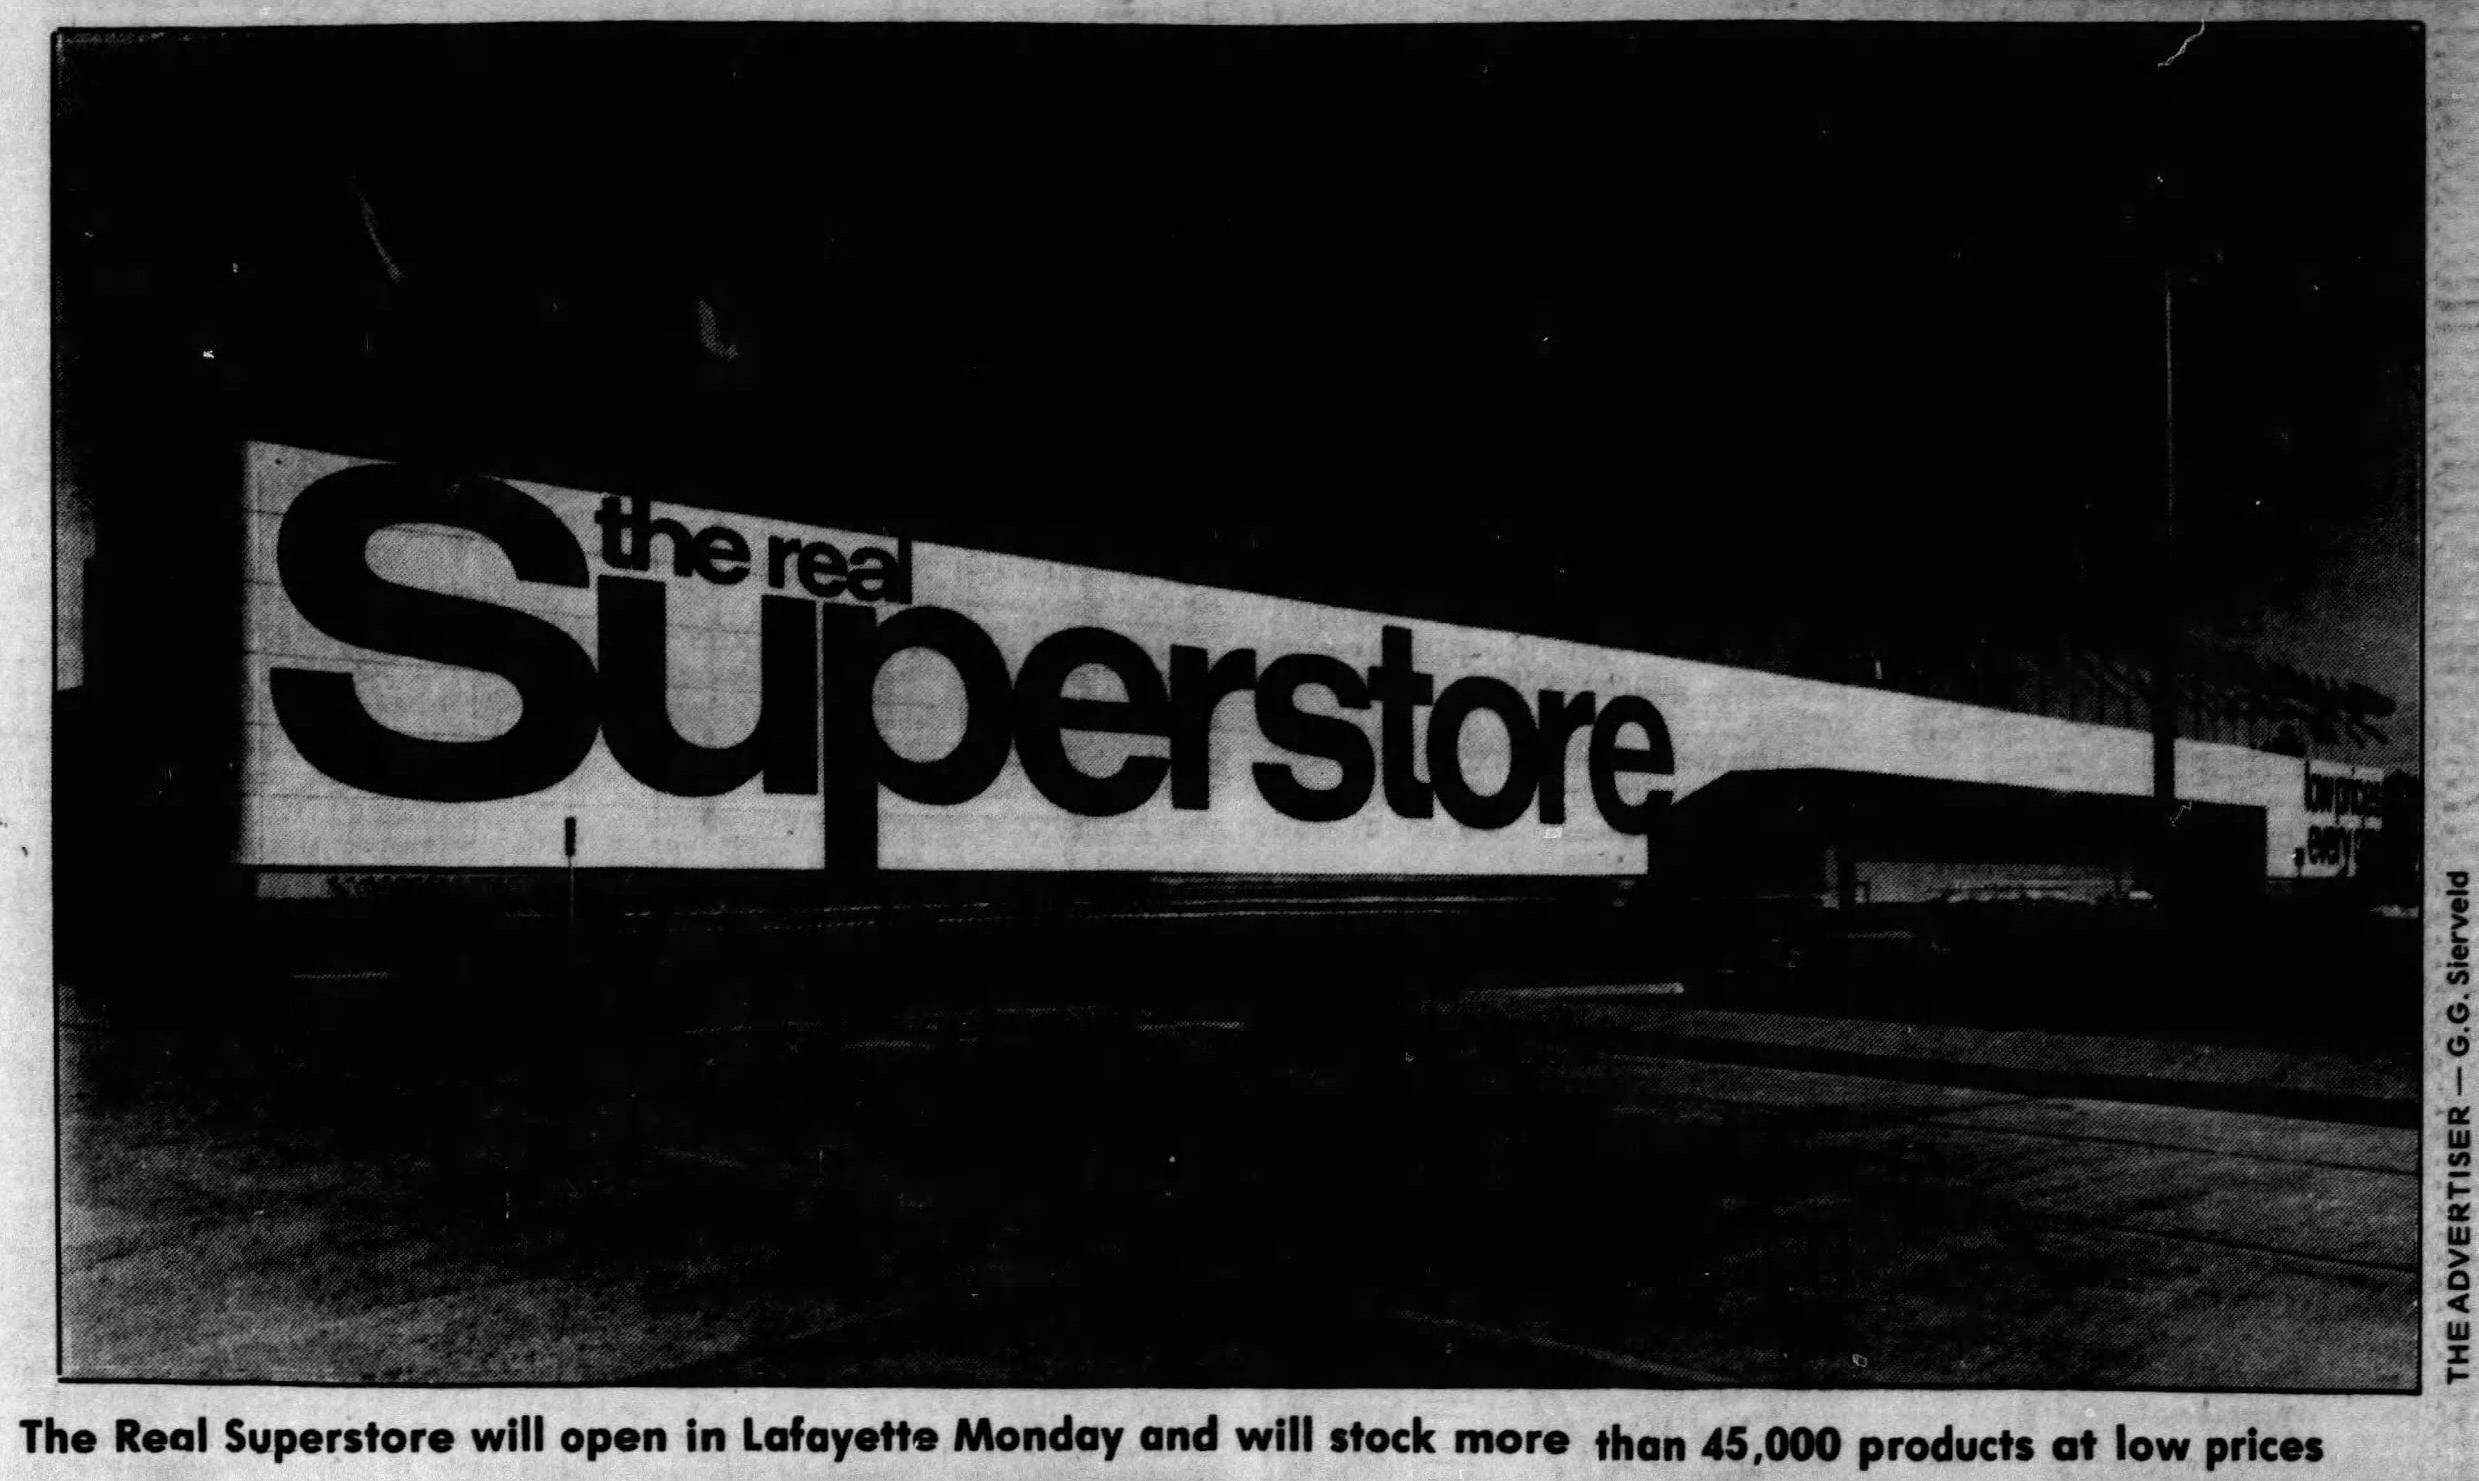 the real
Superstore
low prices
every
The Real Superstore will open in Lafayette Monday and will stock more than 45,000 products at low prices
THE ADVERTISER — G.G. Sierveld